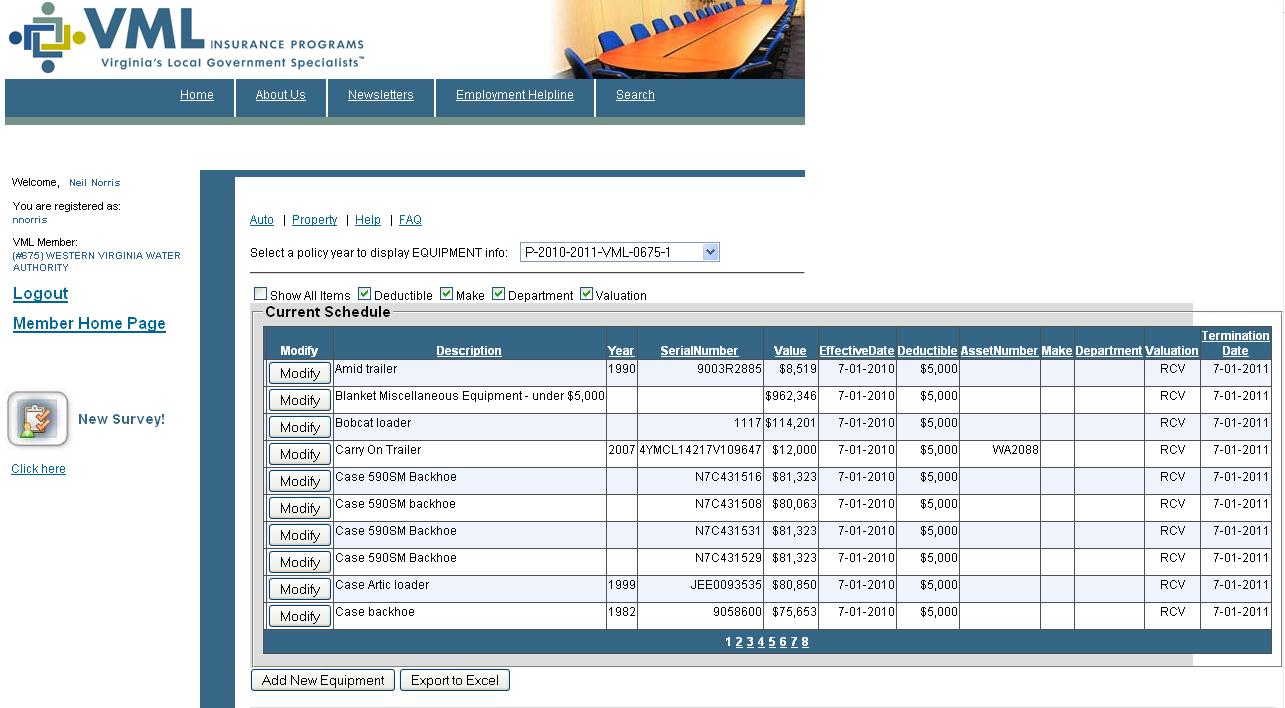 VML INSURANCE PROGRAMS
Virginia's Local Government Specialists™
Home About Us Newsletters Employment Helpline Search
Welcome, Neil Norris
You are registered as:
nnorris
VML Member:
(#675) WESTERN VIRGINIA WATER
AUTHORITY
Logout
Member Home Page
New Survey!
Click here
Auto | Property | Help | FAQ
Select a policy year to display EQUIPMENT info: P-2010-2011-VML-0675-1
Show All Items Deductible Make Department Valuation
Current Schedule
Modify Description Year SerialNumber Value EffectiveDate Deductible AssetNumber Make Department Valuation Termination Date
Modify Amid trailer 1990 9003R2885 $8,519 7-01-2010 $5,000 RCV 7-01-2011
Modify Blanket Miscellaneous Equipment - under $5,000 $962,346 7-01-2010 $5,000 RCV 7-01-2011
Modify Bobcat loader 1117 $114,201 7-01-2010 $5,000 RCV 7-01-2011
Modify Carry On Trailer 2007 4YMCL14217V109647 $12,000 7-01-2010 $5,000 WA2088 RCV 7-01-2011
Modify Case 590SM Backhoe N7C431516 $81,323 7-01-2010 $5,000 RCV 7-01-2011
Modify Case 590SM backhoe N7C431508 $80,063 7-01-2010 $5,000 RCV 7-01-2011
Modify Case 590SM Backhoe N7C431531 $81,323 7-01-2010 $5,000 RCV 7-01-2011
Modify Case 590SM Backhoe N7C431529 $81,323 7-01-2010 $5,000 RCV 7-01-2011
Modify Case Artic loader 1999 JEE0093535 $80,850 7-01-2010 $5,000 RCV 7-01-2011
Modify Case backhoe 1982 9058600 $75,653 7-01-2010 $5,000 RCV 7-01-2011
1 2 3 4 5 6 7 8
Add New Equipment Export to Excel